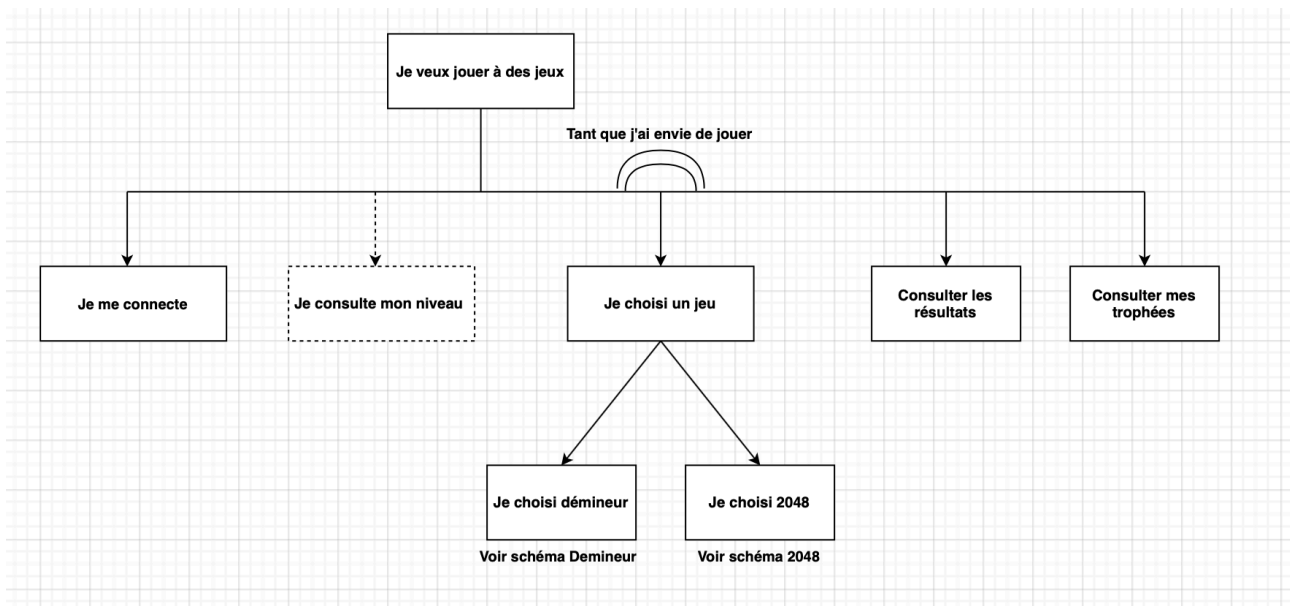 Je veux jouer à des jeux
Tant que j'ai envie de jouer
Je me connecte
Je consulte mon niveau
Je choisi un jeu
Consulter les
résultats
Consulter mes
trophées
Je choisi démineur
Je choisi 2048
Voir schéma Demineur
Voir schéma 2048